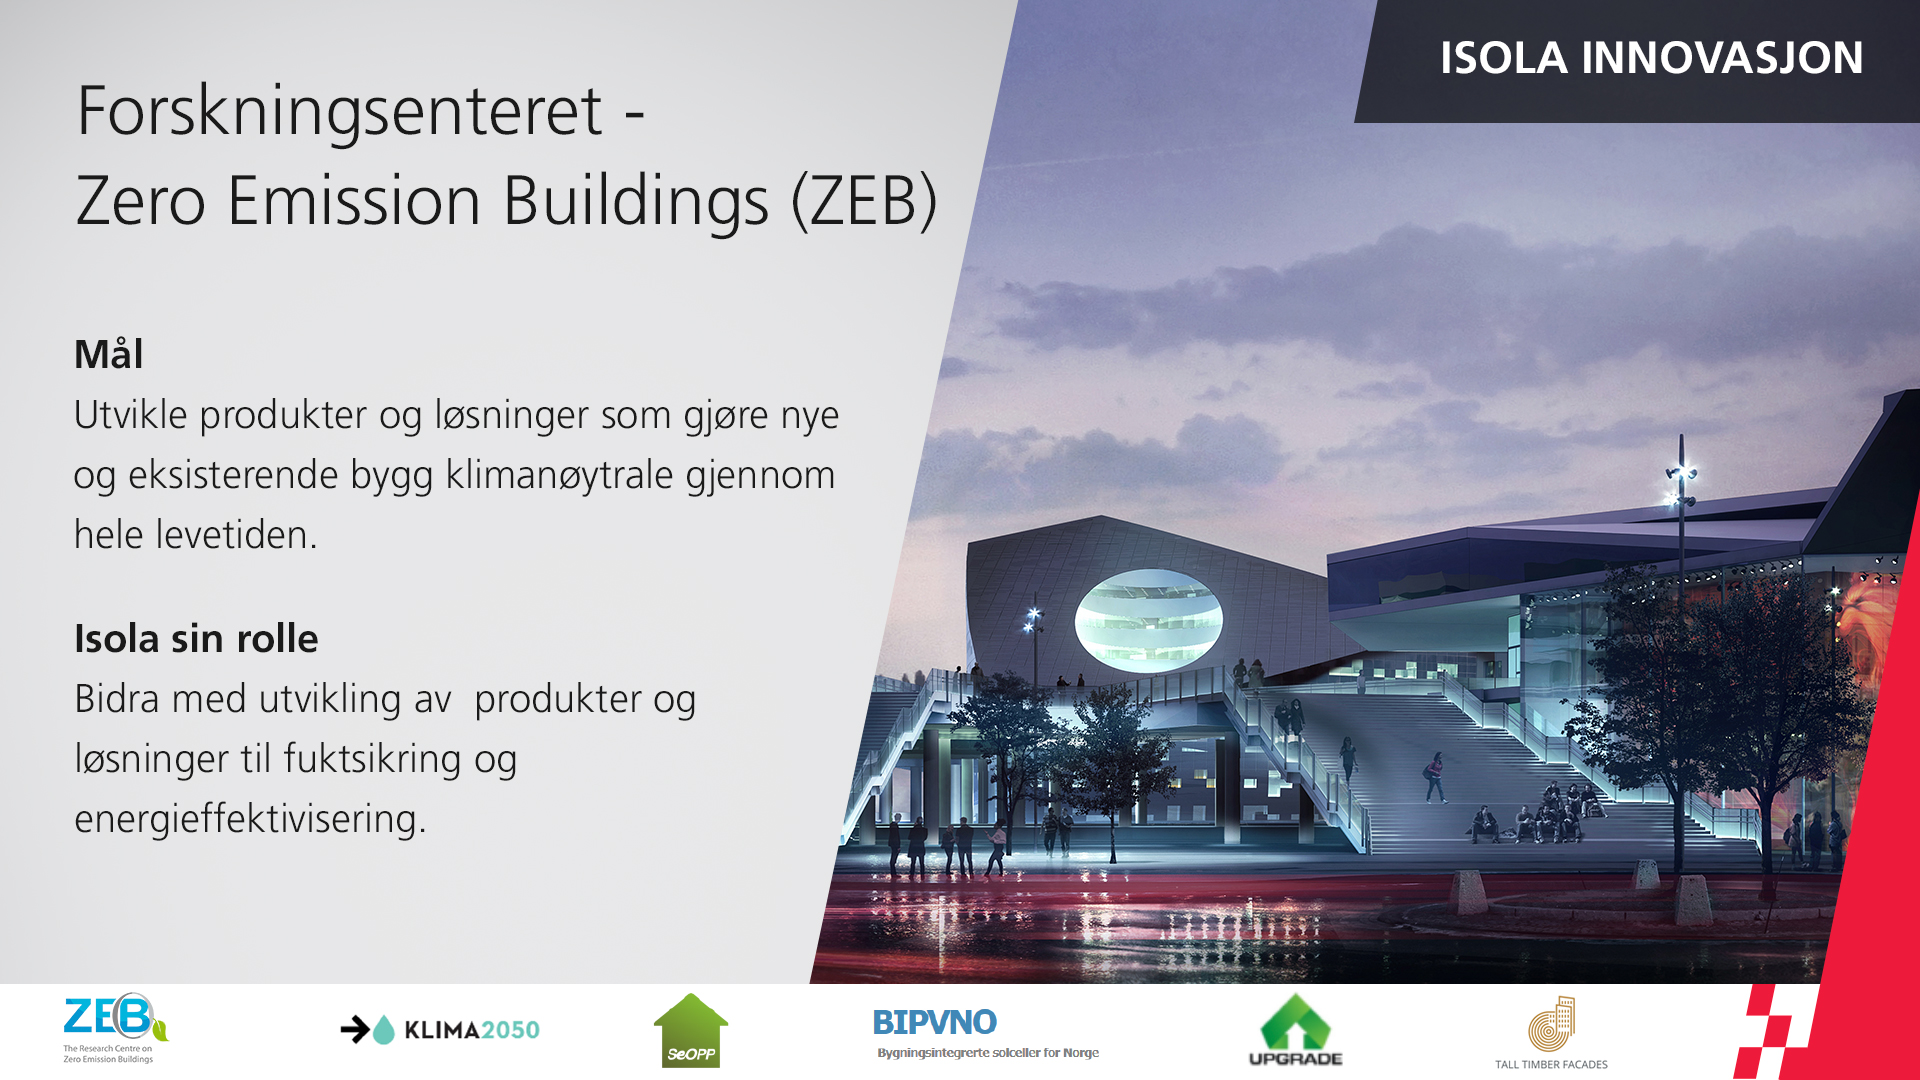 ISOLA INNOVASJON
Forskningsenteret -
Zero Emission Buildings (ZEB)
Mål
Utvikle produkter og løsninger som gjøre nye
og eksisterende bygg klimanøytrale gjennom
hele levetiden.
Isola sin rolle
Bidra med utvikling av  produkter og
løsninger til fuktsikring og
energieffektivisering.
ZEB
The Research Centre on
Zero Emission Buildings
KLIMA2050
SeOPP
BIPVNO
Bygningsintegrerte solceller for Norge
UPGRADE
TALL TIMBER FACADES